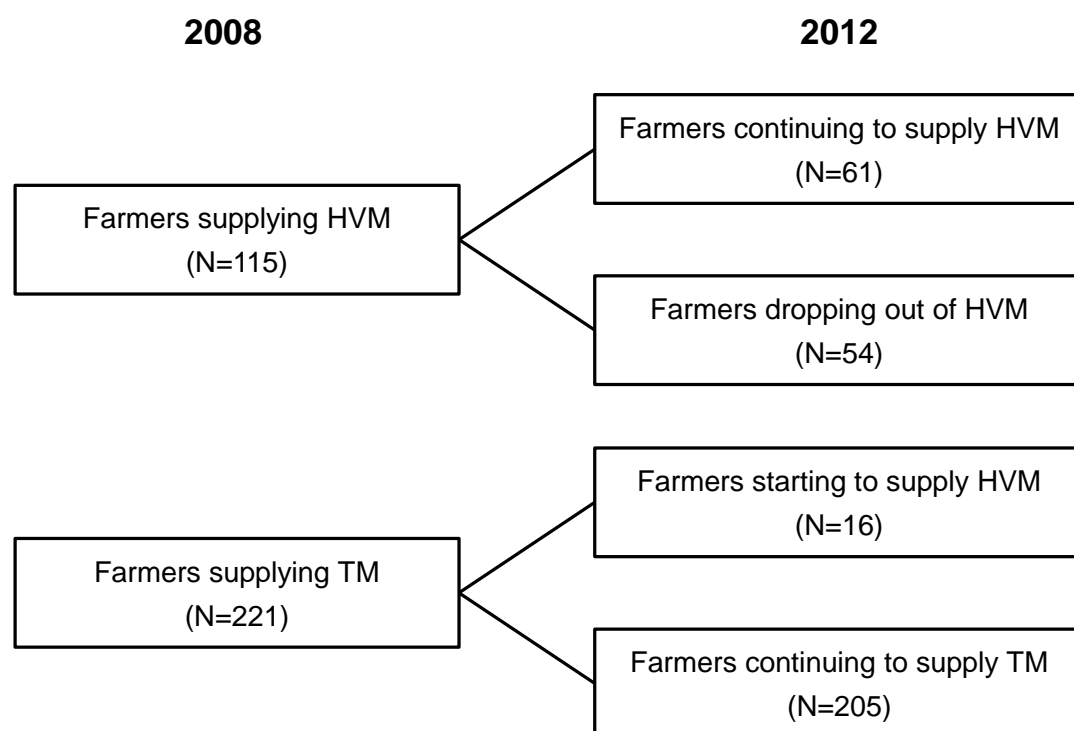 2008
2012
Farmers supplying HVM
(N=115)
Farmers continuing to supply HVM
(N=61)
Farmers dropping out of HVM
(N=54)
Farmers supplying TM
(N=221)
Farmers starting to supply HVM
(N=16)
Farmers continuing to supply TM
(N=205)